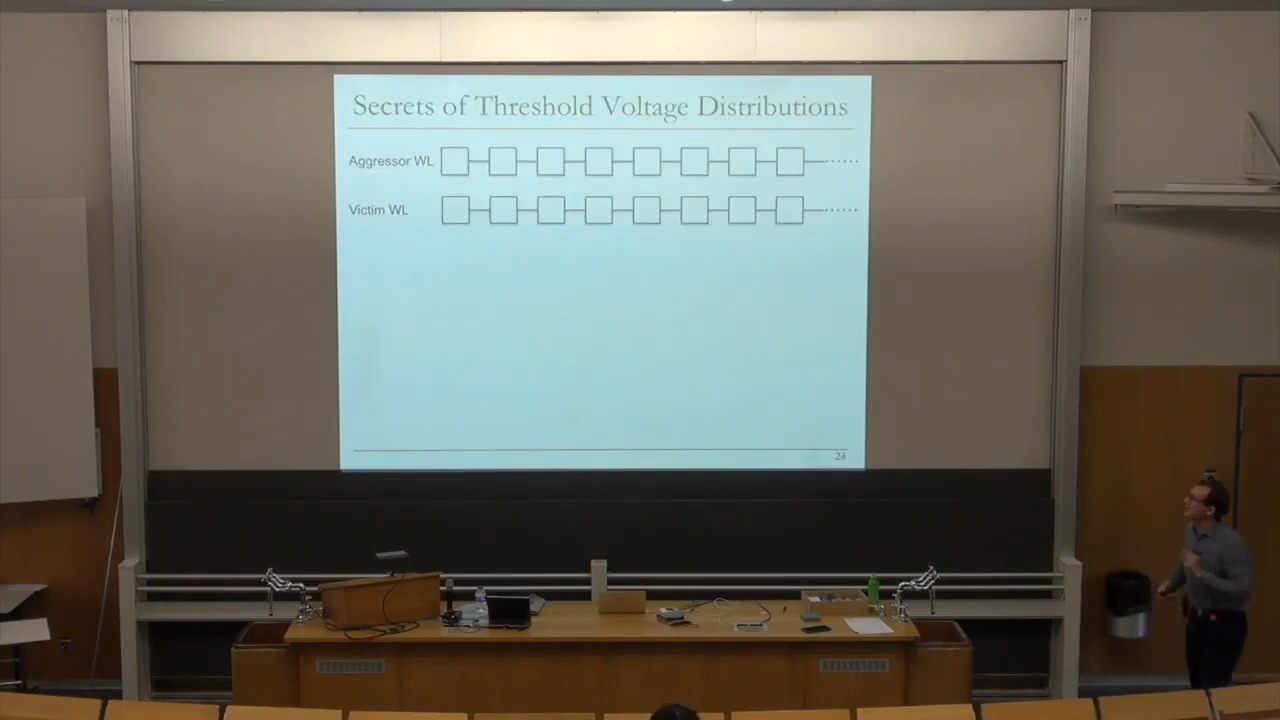 Secrets of Threshold Voltage Distributions
Aggressor WL
Victim WL
24